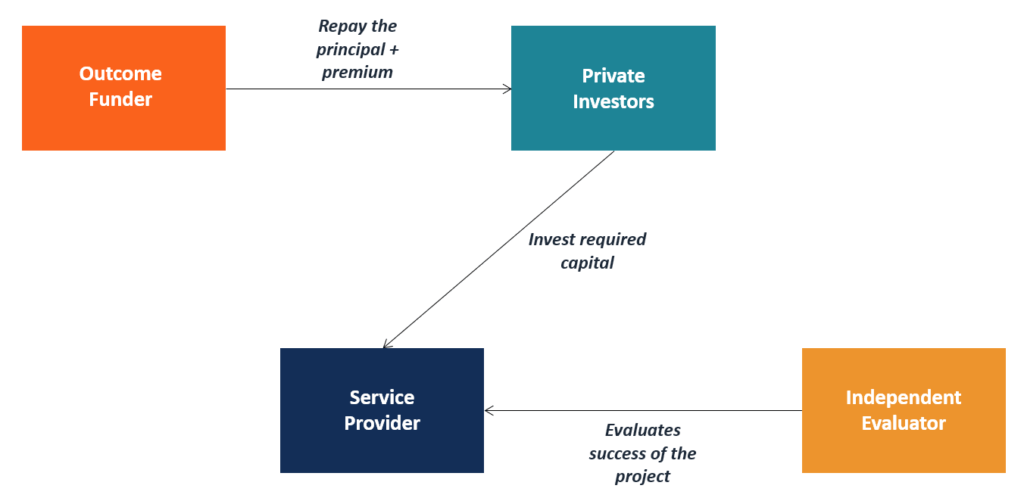 Repay the
principal +
premium
Outcome
Funder
Private
Investors
Invest required
capital
Service
Provider
Independent
Evaluator
Evaluates
success of the
project